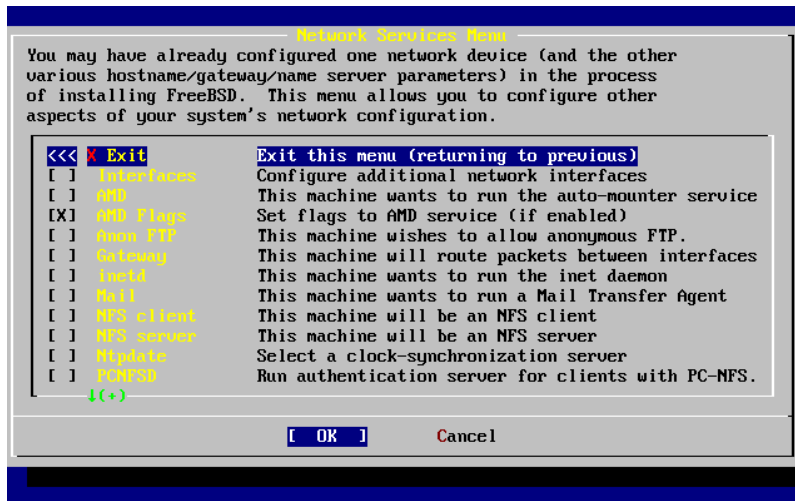 Network Services Menu
You may have already configured one network device (and the other
various hostname/gateway/name server parameters) in the process
of installing FreeBSD.  This menu allows you to configure other
aspects of your system's network configuration.
<<< X Exit Exit this menu (returning to previous)
[ ] Interfaces Configure additional network interfaces
[ ] AMD This machine wants to run the auto-mounter service
[X] AMD Flags Set flags to AMD service (if enabled)
[ ] Anon FTP This machine wishes to allow anonymous FTP.
[ ] Gateway This machine will route packets between interfaces
[ ] inetd This machine wants to run the inet daemon
[ ] Mail This machine wants to run a Mail Transfer Agent
[ ] NFS client This machine will be an NFS client
[ ] NFS server This machine will be an NFS server
[ ] Ntpdate Select a clock-synchronization server
[ ] PCNFSD Run authentication server for clients with PC-NFS.
↓(+)
[ OK ] Cancel